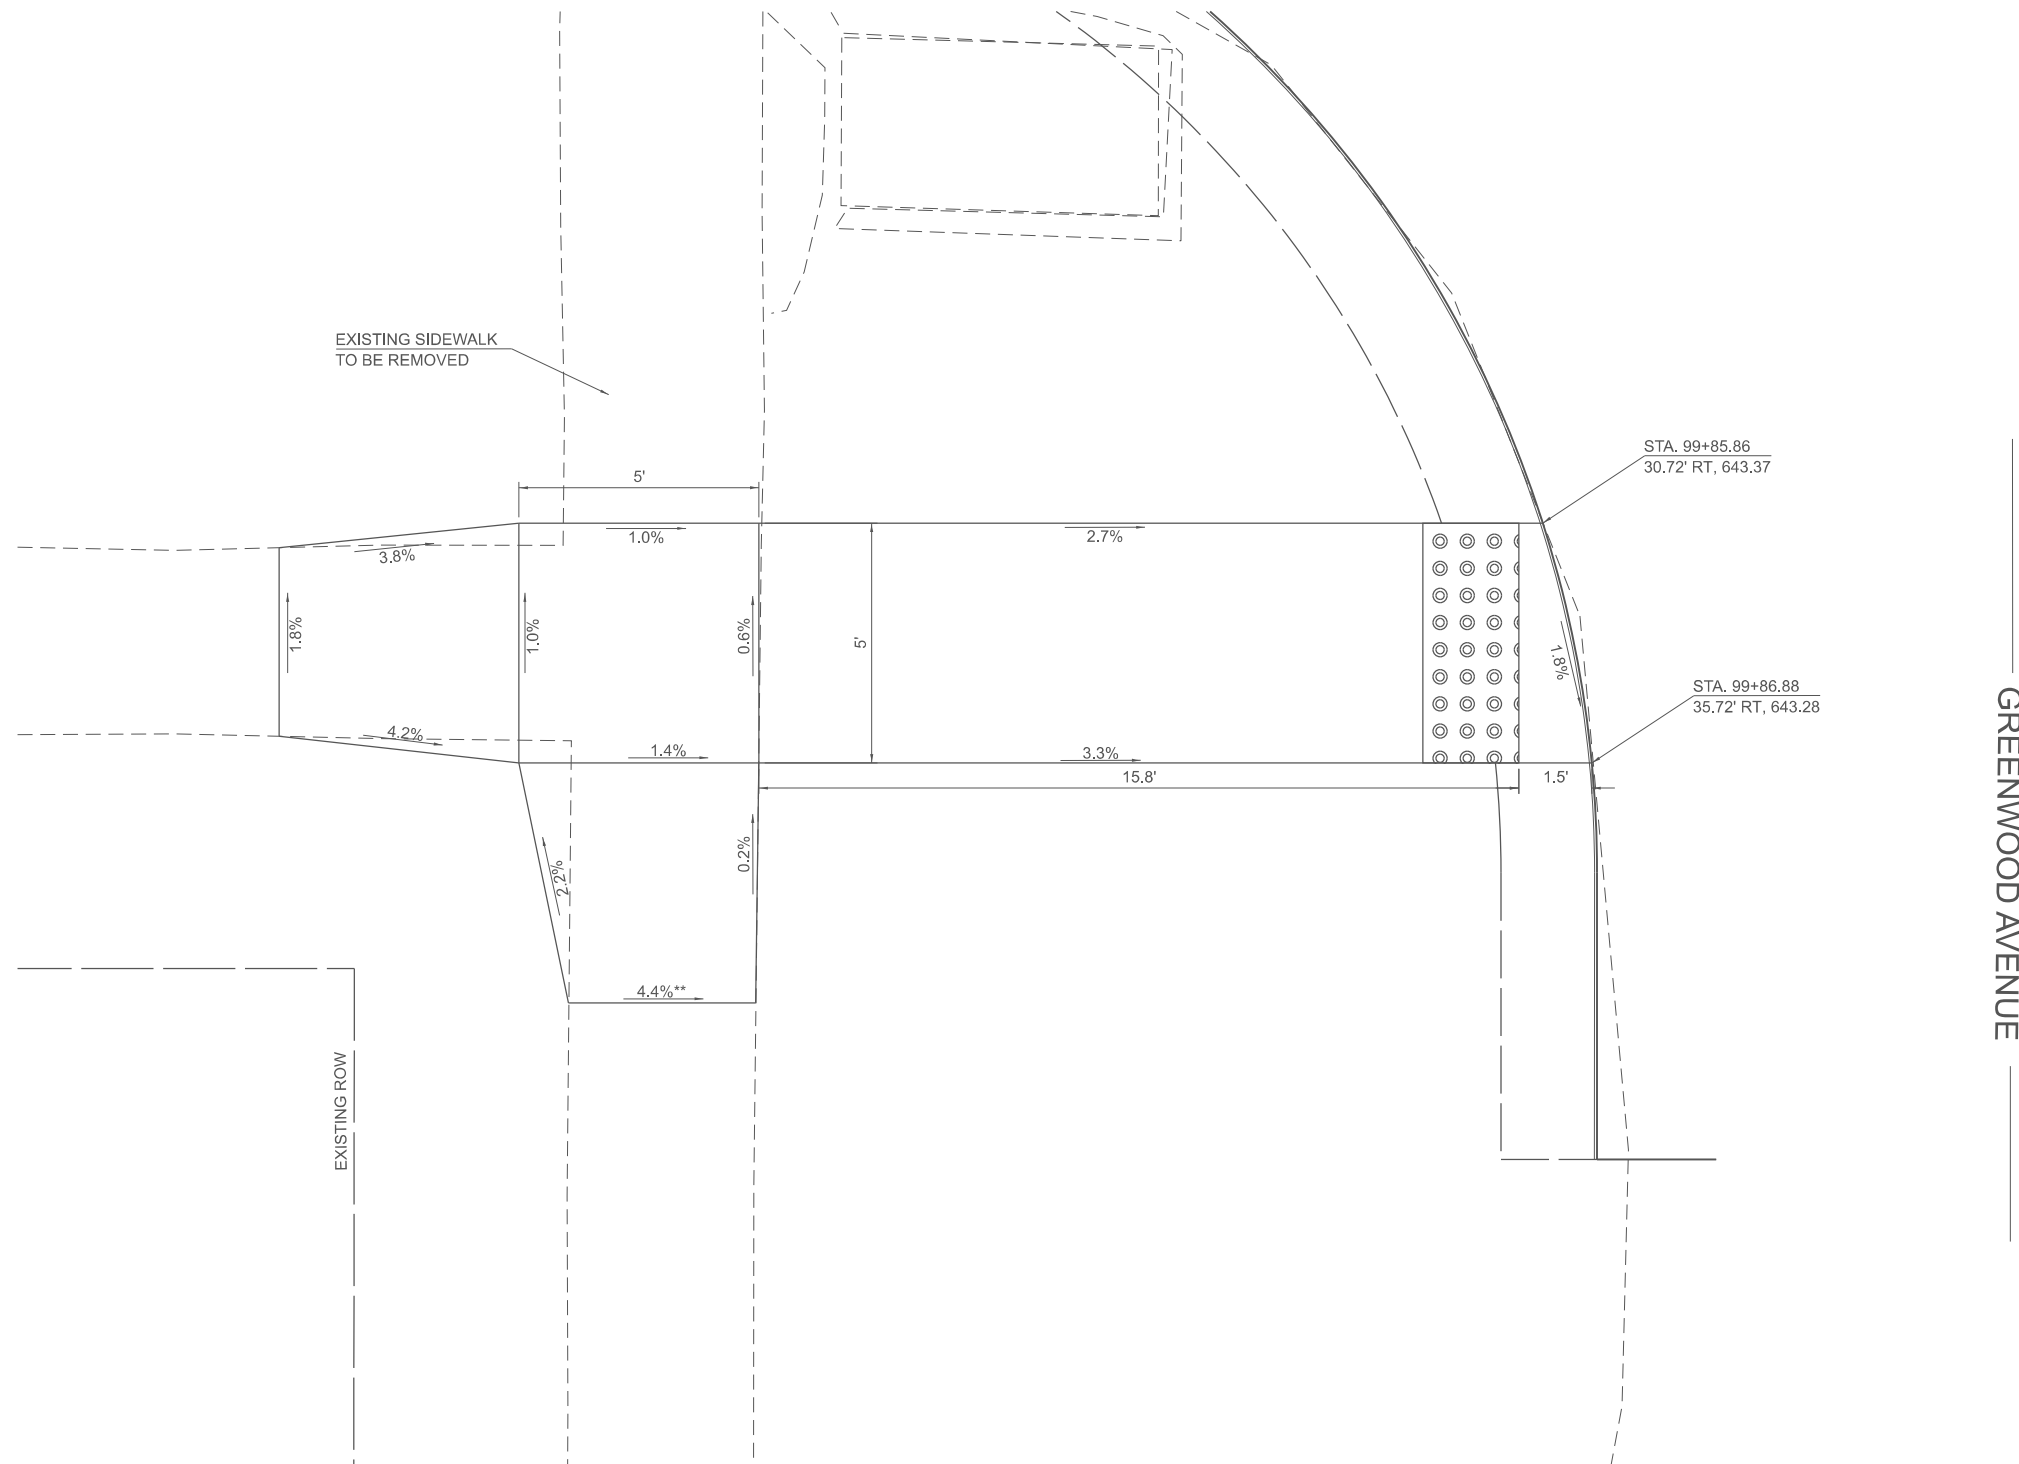 EXISTING SIDEWALK
TO BE REMOVED
STA. 99+85.86
30.72' RT, 643.37
5'
1.0%
2.7%
3.8%
1.8%
1.0%
0.6%
5'
1.8%
STA. 99+86.88
35.72' RT, 643.28
4.2%
1.4%
3.3%
15.8'
1.5'
2.2%
0.2%
4.4%**
EXISTING ROW
GREENWOOD AVENUE